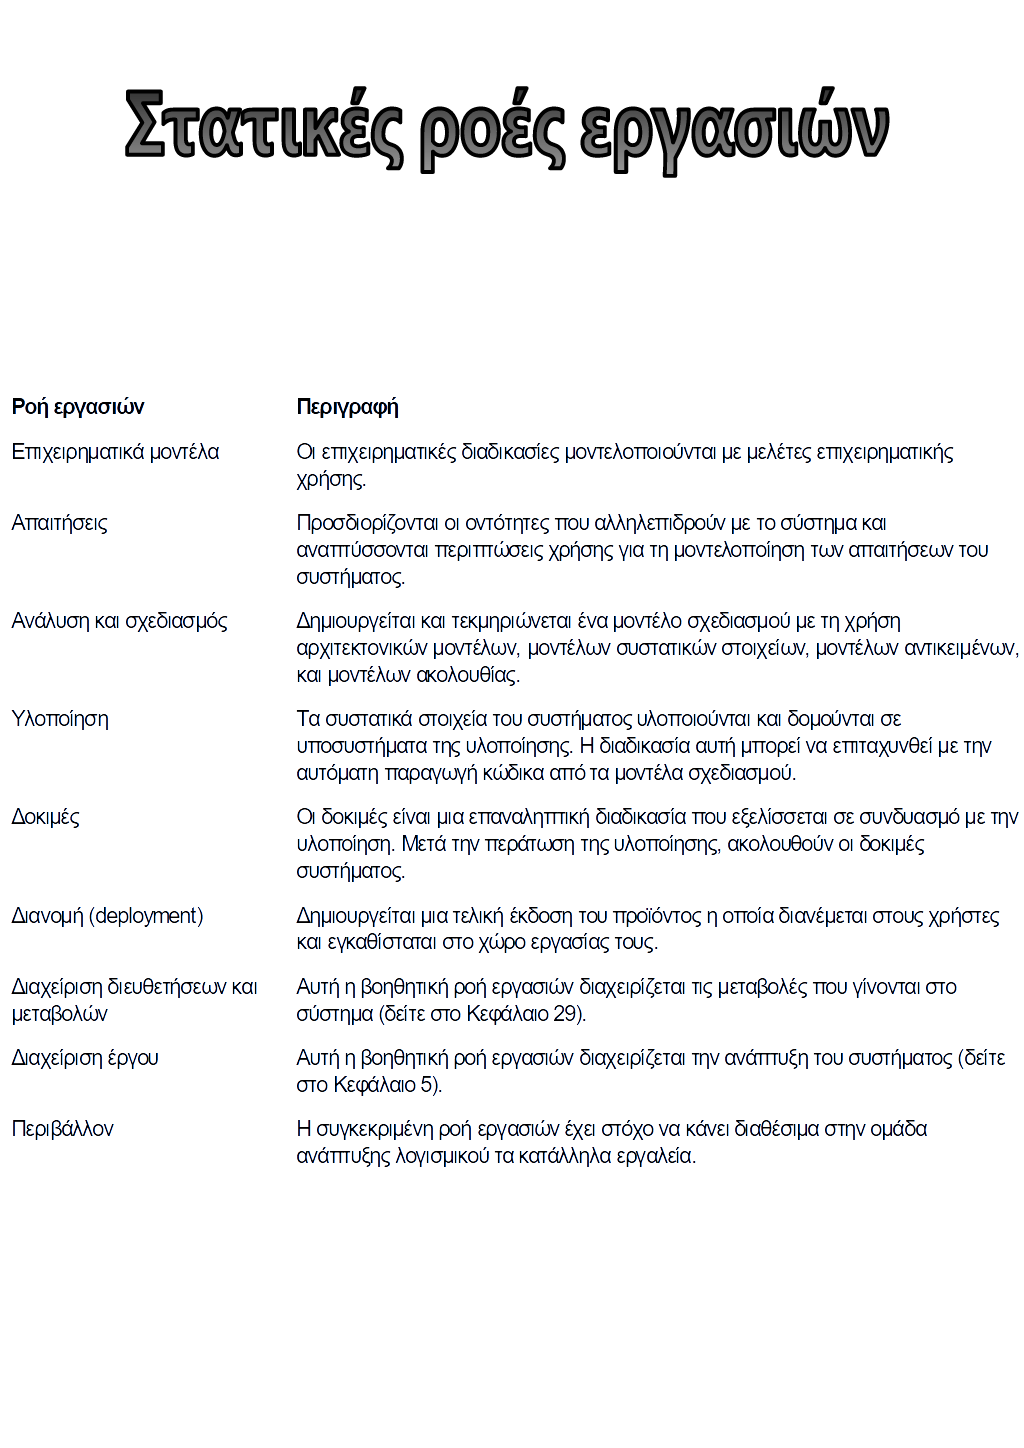 Στατικές ροές εργασιών
Ροή εργασιών Περιγραφή
Επιχειρηματικά μοντέλα Οι επιχειρηματικές διαδικασίες μοντελοποιούνται με μελέτες επιχειρηματικής
χρήσης.
Απαιτήσεις Προσδιορίζονται οι οντότητες που αλληλεπιδρούν με το σύστημα και
αναπτύσσονται περιπτώσεις χρήσης για τη μοντελοποίηση των απαιτήσεων του
συστήματος.
Ανάλυση και σχεδιασμός Δημιουργείται και τεκμηριώνεται ένα μοντέλο σχεδιασμού με τη χρήση
αρχιτεκτονικών μοντέλων, μοντέλων συστατικών στοιχείων, μοντέλων αντικειμένων,
και μοντέλων ακολουθίας.
Υλοποίηση Τα συστατικά στοιχεία του συστήματος υλοποιούνται και δομούνται σε
υποσυστήματα της υλοποίησης. Η διαδικασία αυτή μπορεί να επιταχυνθεί με την
αυτόματη παραγωγή κώδικα από τα μοντέλα σχεδιασμού.
Δοκιμές Οι δοκιμές είναι μια επαναληπτική διαδικασία που εξελίσσεται σε συνδυασμό με την
υλοποίηση. Μετά την περάτωση της υλοποίησης, ακολουθούν οι δοκιμές
συστήματος.
Διανομή (deployment) Δημιουργείται μια τελική έκδοση του προϊόντος η οποία διανέμεται στους χρήστες
και εγκαθίσταται στο χώρο εργασίας τους.
Διαχείριση διευθετήσεων και Αυτή η βοηθητική ροή εργασιών διαχειρίζεται τις μεταβολές που γίνονται στο
μεταβολών σύστημα (δείτε στο Κεφάλαιο 29).
Διαχείριση έργου Αυτή η βοηθητική ροή εργασιών διαχειρίζεται την ανάπτυξη του συστήματος (δείτε
στο Κεφάλαιο 5).
Περιβάλλον Η συγκεκριμένη ροή εργασιών έχει στόχο να κάνει διαθέσιμα στην ομάδα
ανάπτυξης λογισμικού τα κατάλληλα εργαλεία.